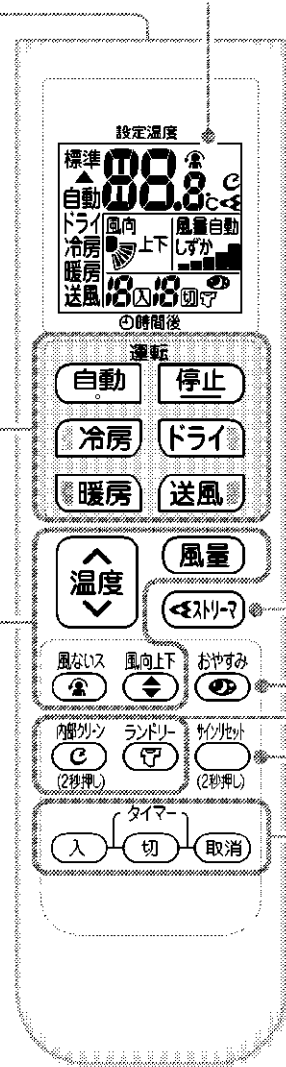 設定温度
標準
88.8℃
自動
ドライ 風向 風量自動
冷房 上下 しずか
暖房
送風 18入18切
時間後
運転
自動 停止
冷房 ドライ
暖房 送風
温度 風量
ストリーマ
風ないス 風向上下 おやすみ
内部クリーン ランドリー サインリセット
(2秒押し) (2秒押し)
タイマー
入 切 取消